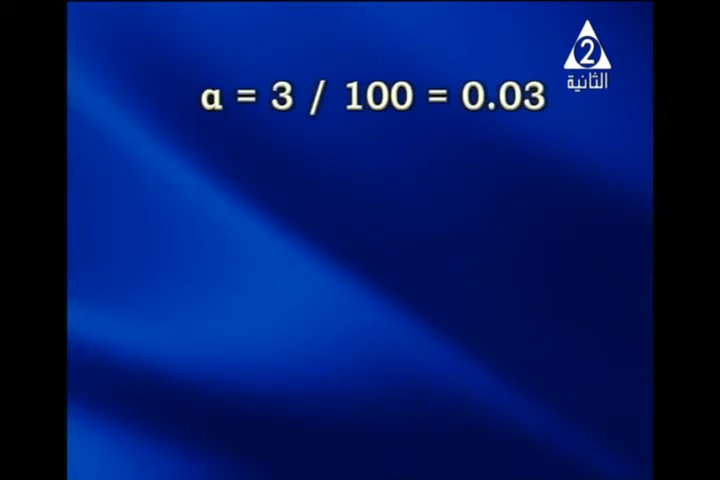 2
الثانية
α = 3 / 100 = 0.03